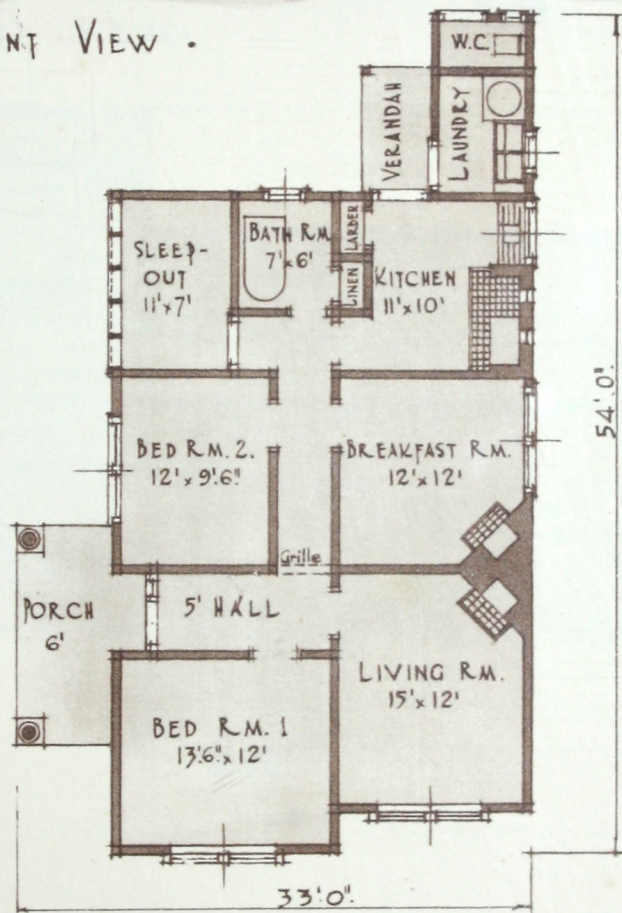 NT VIEW .
W.C.
VERANDAH
LAUNDRY
BATH RM
7'x6'
LARDER
LINEN
SLEEP-
OUT
11'x7'
KITCHEN
11'x10'
BED RM. 2.
12'x9'6"
BREAKFAST RM.
12'x12'
Grille
PORCH
6'
5' HALL
LIVING RM.
15'x12'
BED RM. 1
13'6"x12'
54'.0".
33'.0".